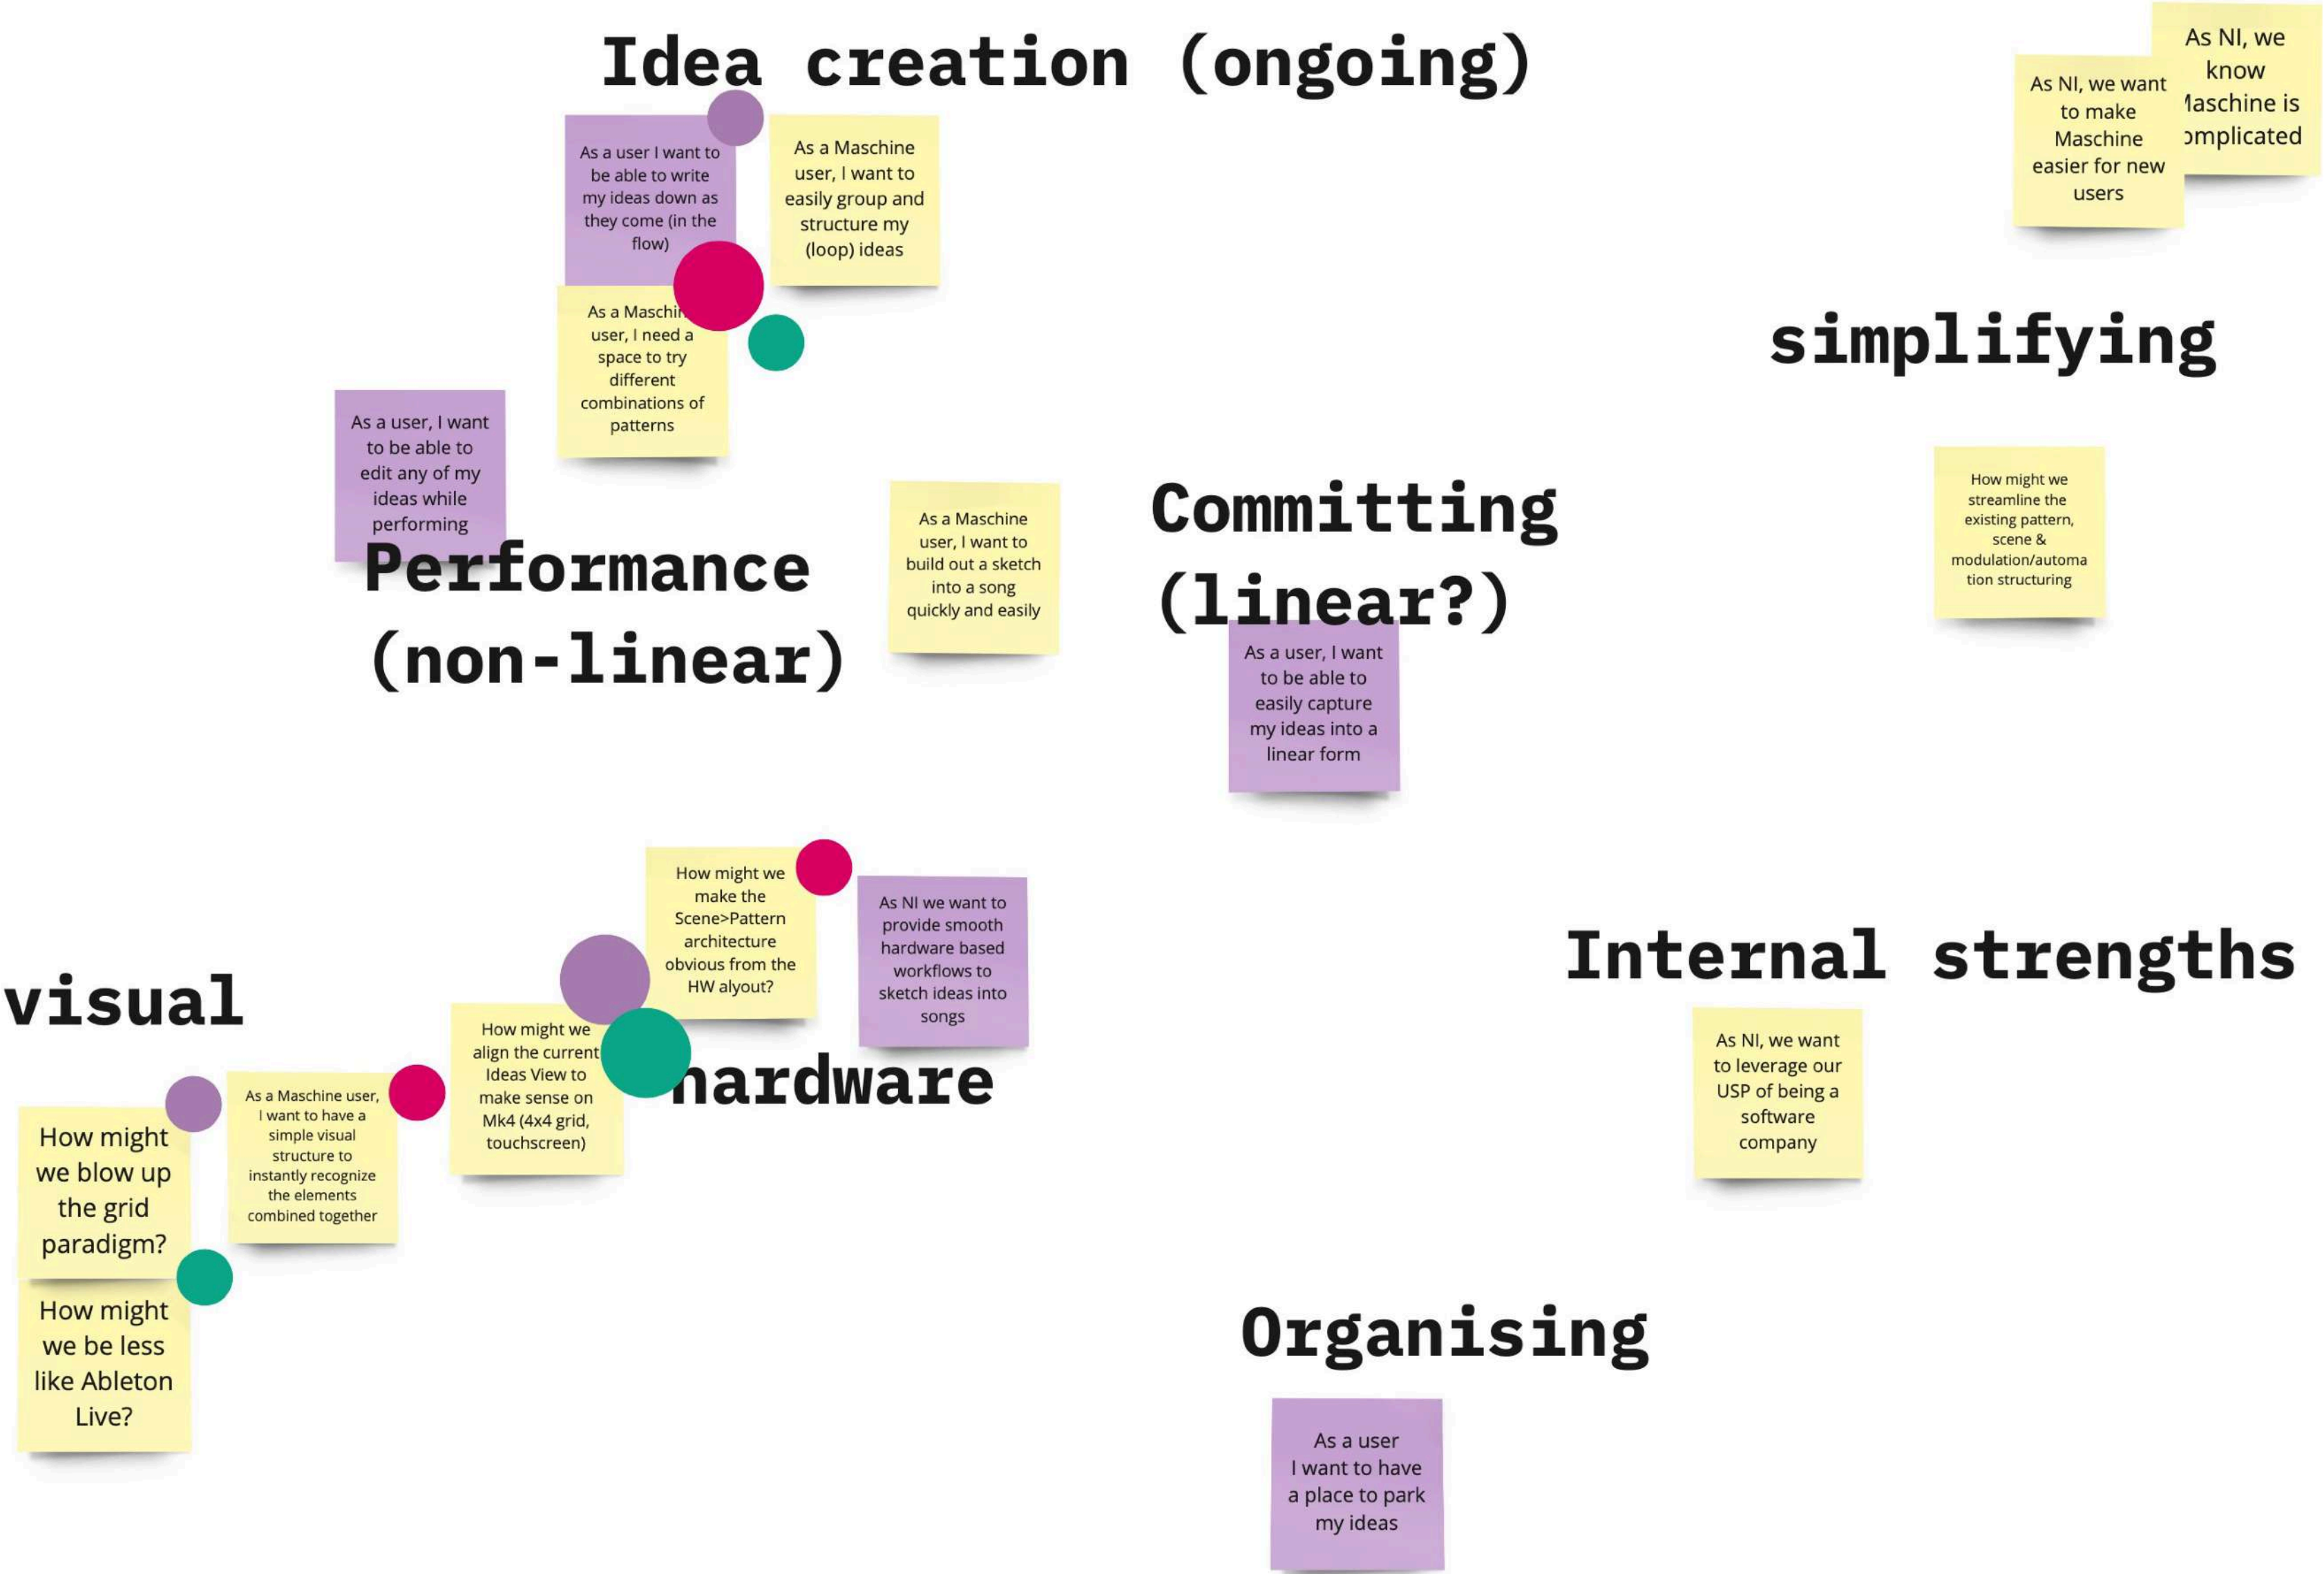 Idea creation (ongoing)
As a user I want to
be able to write
my ideas down as
they come (in the
flow)
As a Maschine
user, I want to
easily group and
structure my
(loop) ideas
As a Maschin
user, I need a
space to try
different
combinations of
patterns
As a user, I want
to be able to
edit any of my
ideas while
performing
Performance
(non-linear)
As a Maschine
user, I want to
build out a sketch
into a song
quickly and easily
Committing
(linear?)
As a user, I want
to be able to
easily capture
my ideas into a
linear form
As NI, we want
to make
Maschine
easier for new
users
As NI, we
know
Maschine is
omplicated
simplifying
How might we
streamline the
existing pattern,
scene &
modulation/automa
tion structuring
visual
How might
we blow up
the grid
paradigm?
How might
we be less
like Ableton
Live?
As a Maschine user,
I want to have a
simple visual
structure to
instantly recognize
the elements
combined together
How might we
align the current
Ideas View to
make sense on
Mk4 (4x4 grid,
touchscreen)
How might we
make the
Scene>Pattern
architecture
obvious from the
HW alyout?
As NI we want to
provide smooth
hardware based
workflows to
sketch ideas into
songs
hardware
Internal strengths
As NI, we want
to leverage our
USP of being a
software
company
Organising
As a user
I want to have
a place to park
my ideas